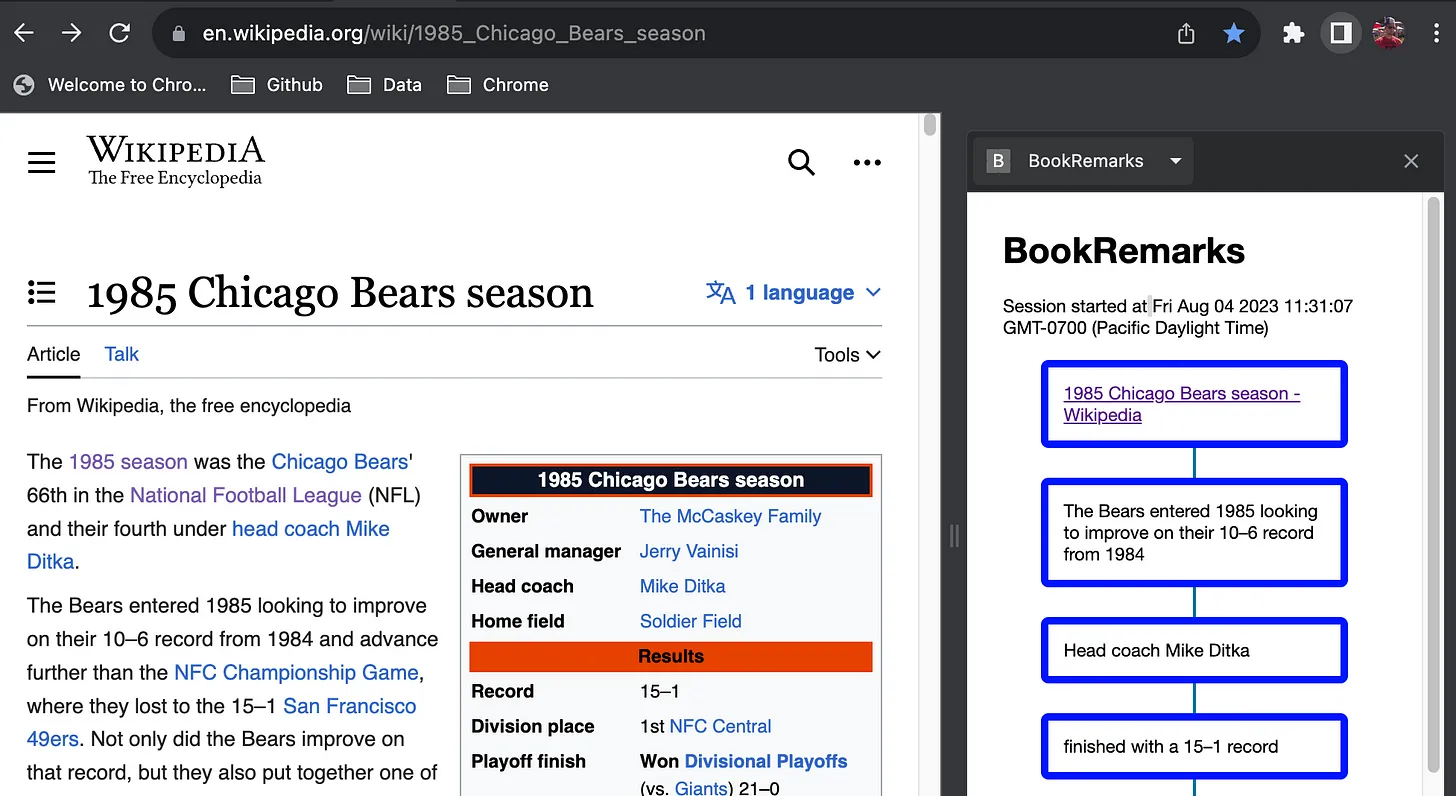 en.wikipedia.org/wiki/1985_Chicago_Bears_season
Welcome to Chro...
Github
Data
Chrome
WIKIPEDIA
The Free Encyclopedia
1985 Chicago Bears season
1 language
Article
Talk
Tools
From Wikipedia, the free encyclopedia
The 1985 season was the Chicago Bears'
66th in the National Football League (NFL)
and their fourth under head coach Mike
Ditka.
The Bears entered 1985 looking to improve
on their 10–6 record from 1984 and advance
further than the NFC Championship Game,
where they lost to the 15–1 San Francisco
49ers. Not only did the Bears improve on
that record, but they also put together one of
1985 Chicago Bears season
Owner The McCaskey Family
General manager Jerry Vainisi
Head coach Mike Ditka
Home field Soldier Field
Results
Record 15–1
Division place 1st NFC Central
Playoff finish Won Divisional Playoffs
(vs. Giants) 21–0
B BookRemarks
BookRemarks
Session started at Fri Aug 04 2023 11:31:07
GMT-0700 (Pacific Daylight Time)
1985 Chicago Bears season -
Wikipedia
The Bears entered 1985 looking
to improve on their 10–6 record
from 1984
Head coach Mike Ditka
finished with a 15–1 record